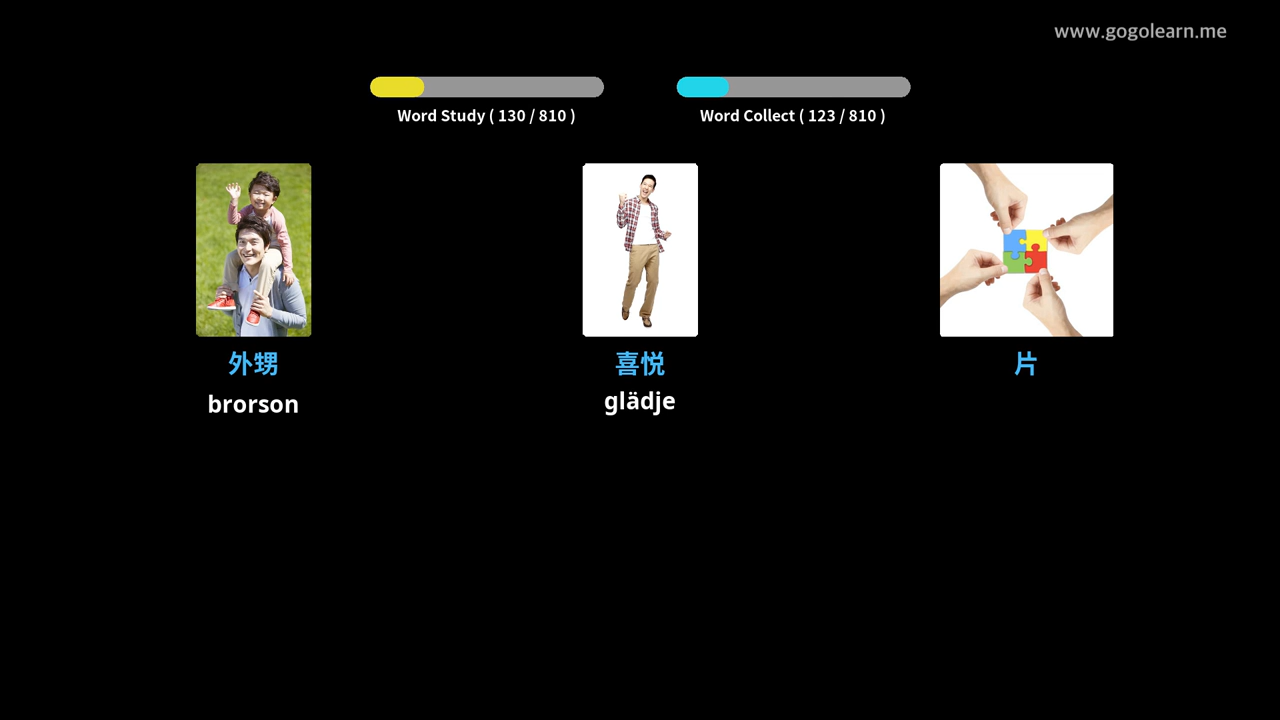 www.gogolearn.me
Word Study ( 130 / 810 )
Word Collect ( 123 / 810 )
外甥
brorson
喜悦
glädje
片